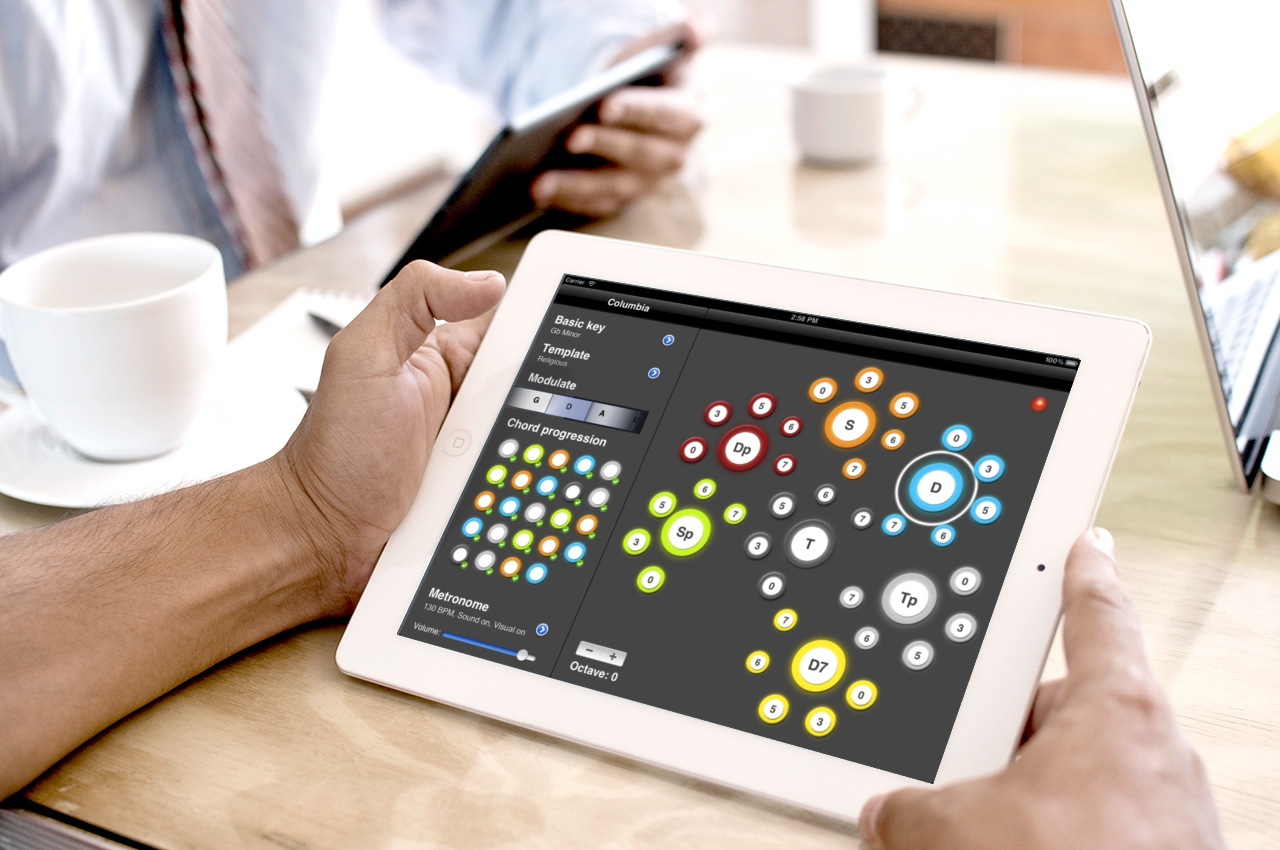 Carrier
2:58 PM
100%
Columbia
Basic key
Gb Minor
Template
Religious
Modulate
G D A
Chord progression
Metronome
130 BPM, Sound on, Visual on
Volume:
− +
Octave: 0
S
0
3
5
6
7
Dp
0
3
5
6
7
D
0
3
5
6
7
Sp
0
3
5
6
7
T
0
3
5
6
7
Tp
0
3
5
6
7
D7
0
3
5
6
7